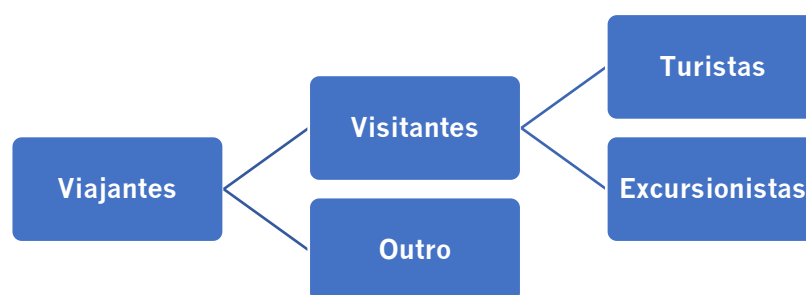 Viajantes
Visitantes
Outro
Turistas
Excursionistas